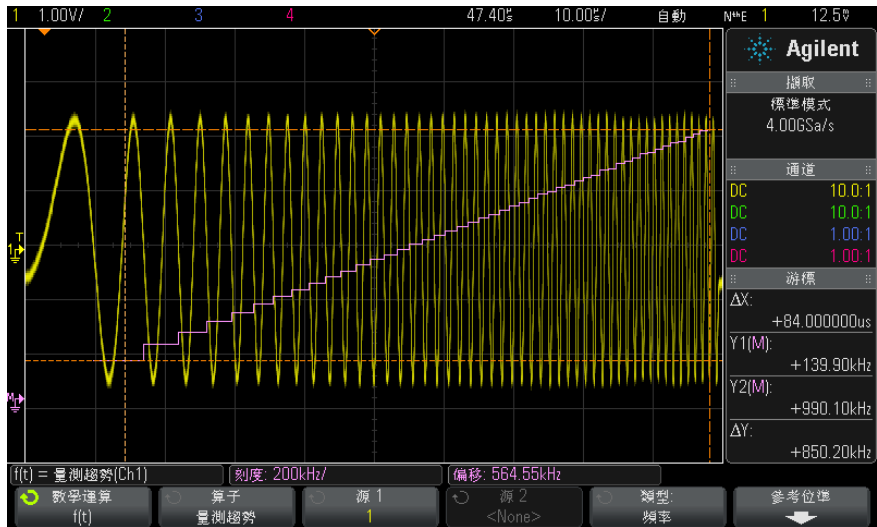 1 1.00V/ 2 3 4 47.40µs 10.00µs/ 自動 NthE 1 12.5V
Agilent
擷取
標準模式
4.00GSa/s
通道
DC 10.0:1
DC 10.0:1
DC 1.00:1
DC 1.00:1
游標
ΔX:
+84.000000us
Y1(M):
+139.90kHz
Y2(M):
+990.10kHz
ΔY:
+850.20kHz
T
1
M
f(t) = 量測趨勢(Ch1) 刻度: 200kHz/ 偏移: 564.55kHz
數學運算 算子 源 1 源 2 類型: 參考位準
f(t) 量測趨勢 1 <None> 頻率